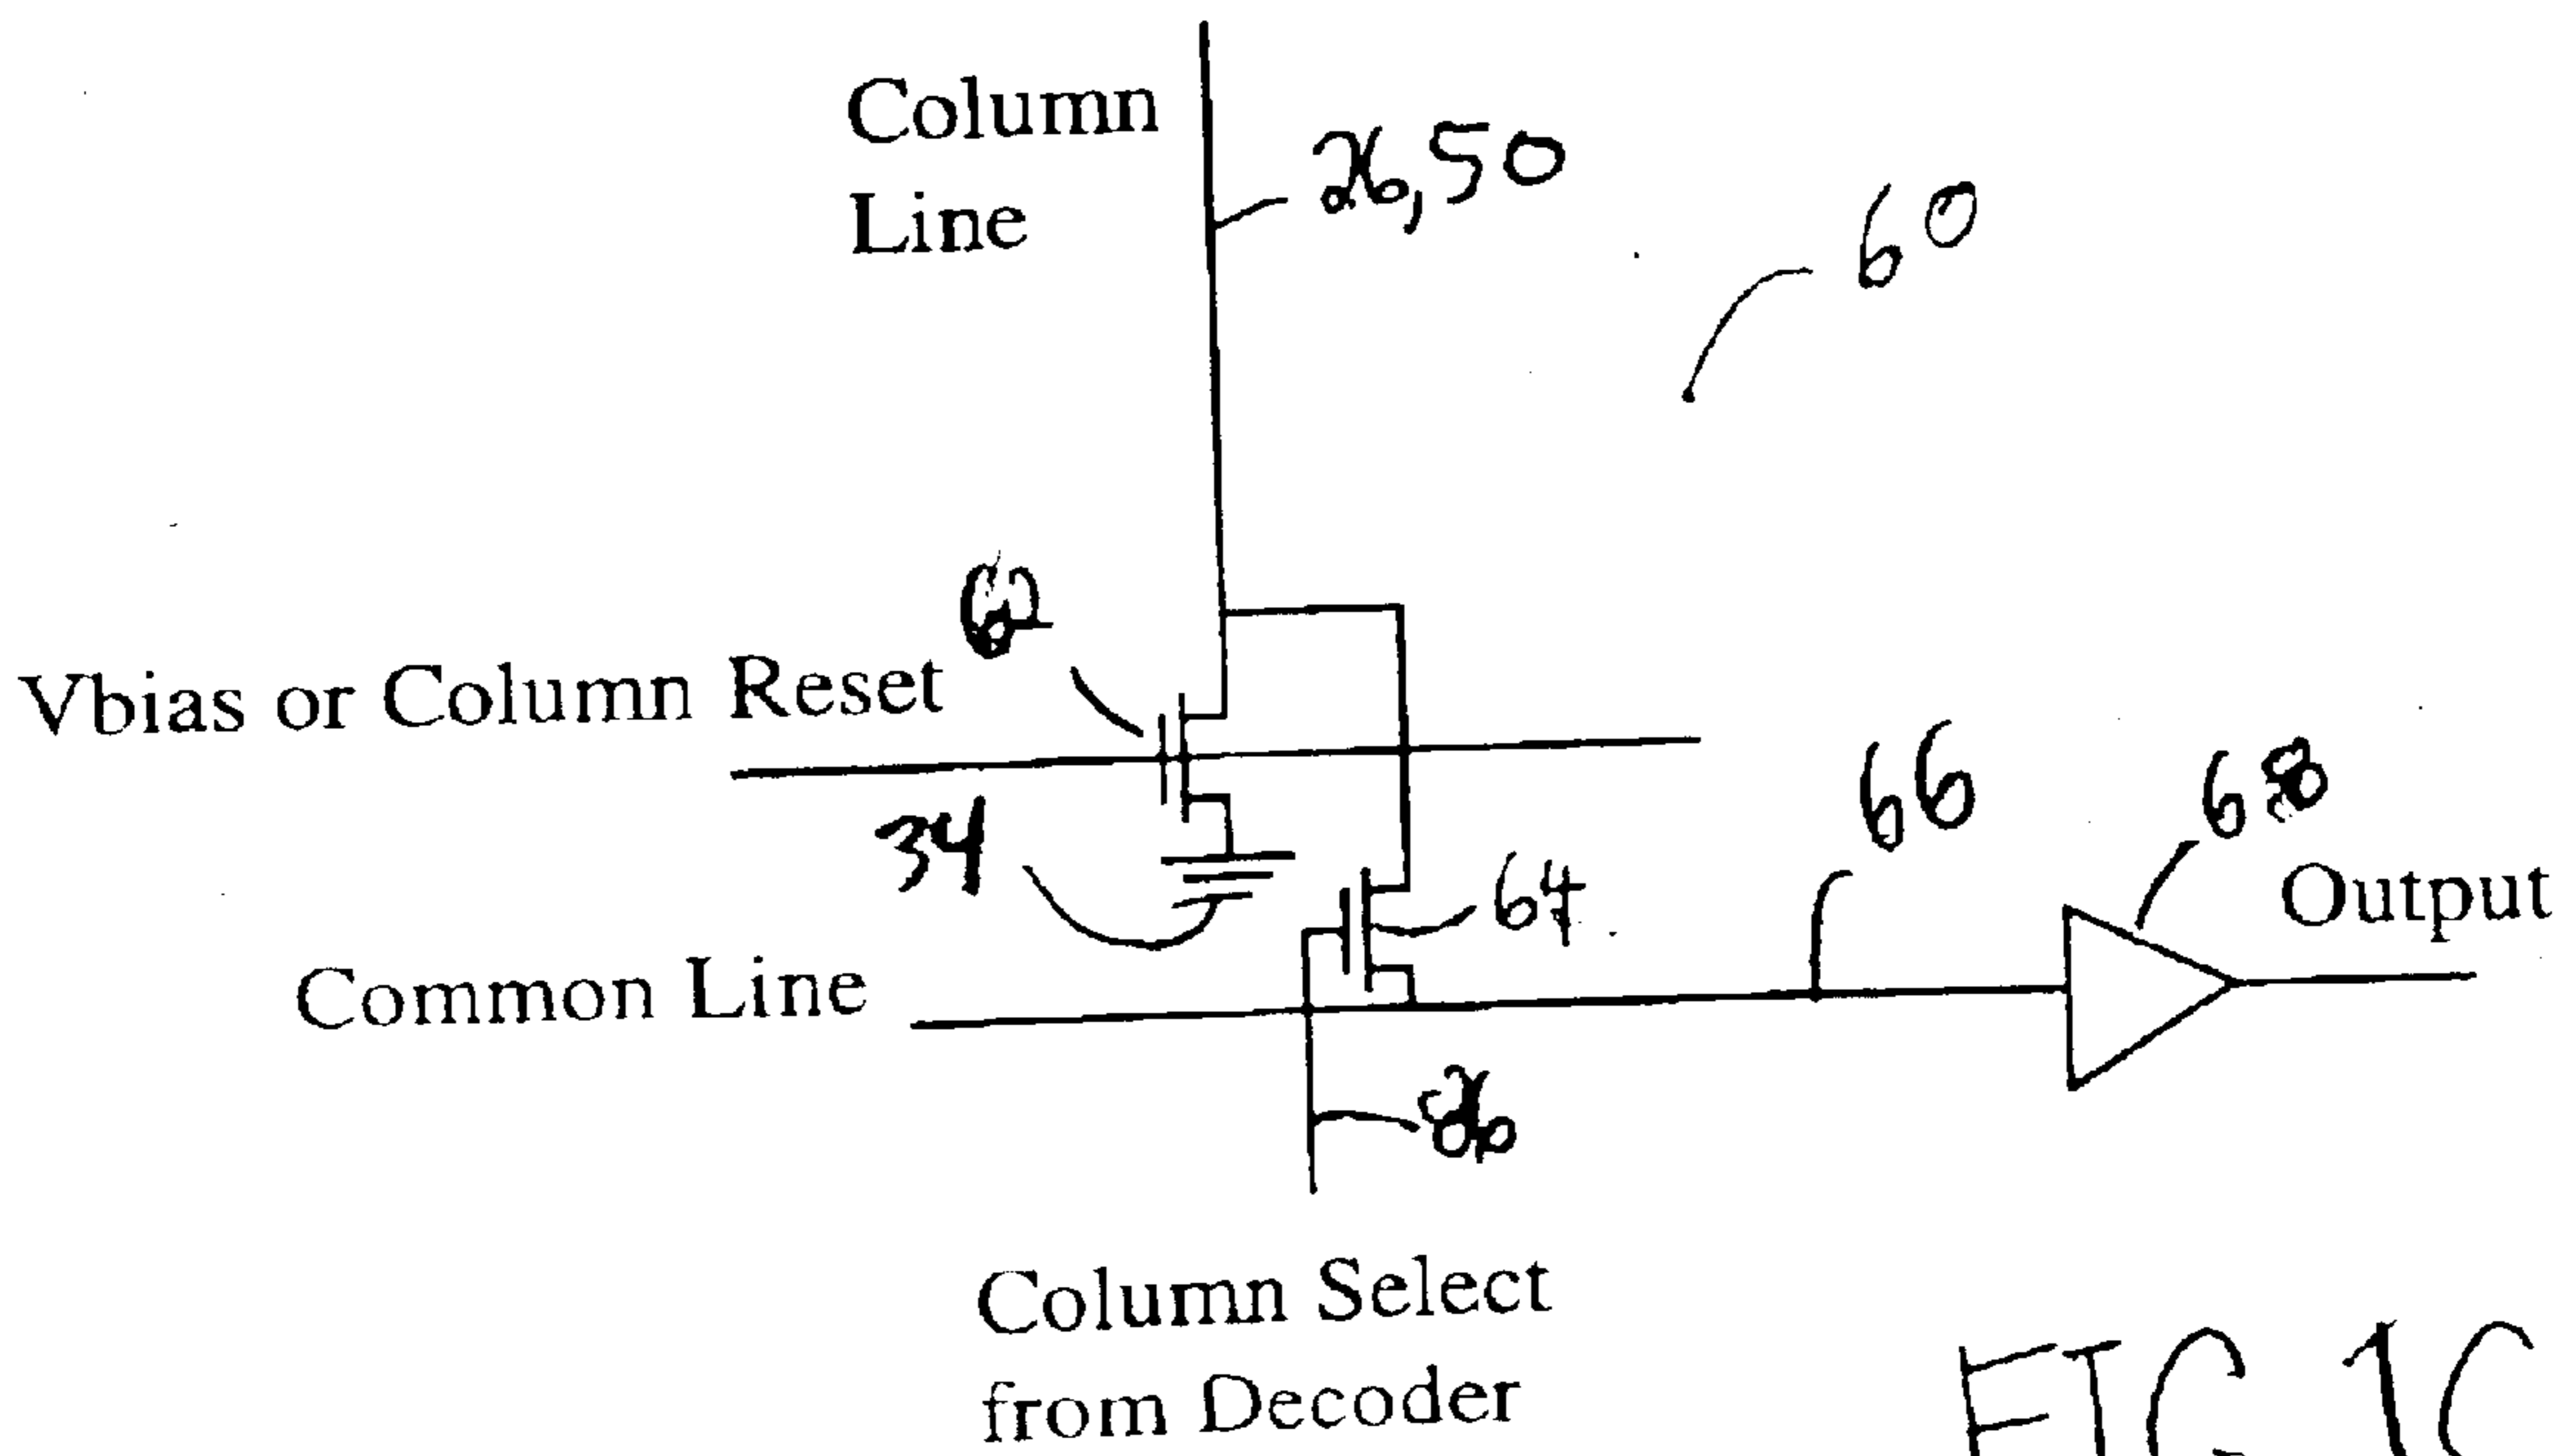 Column
Line
26,50
60
62
Vbias or Column Reset
34
66
68
64
Output
Common Line
Column Select
from Decoder
FIG 1C